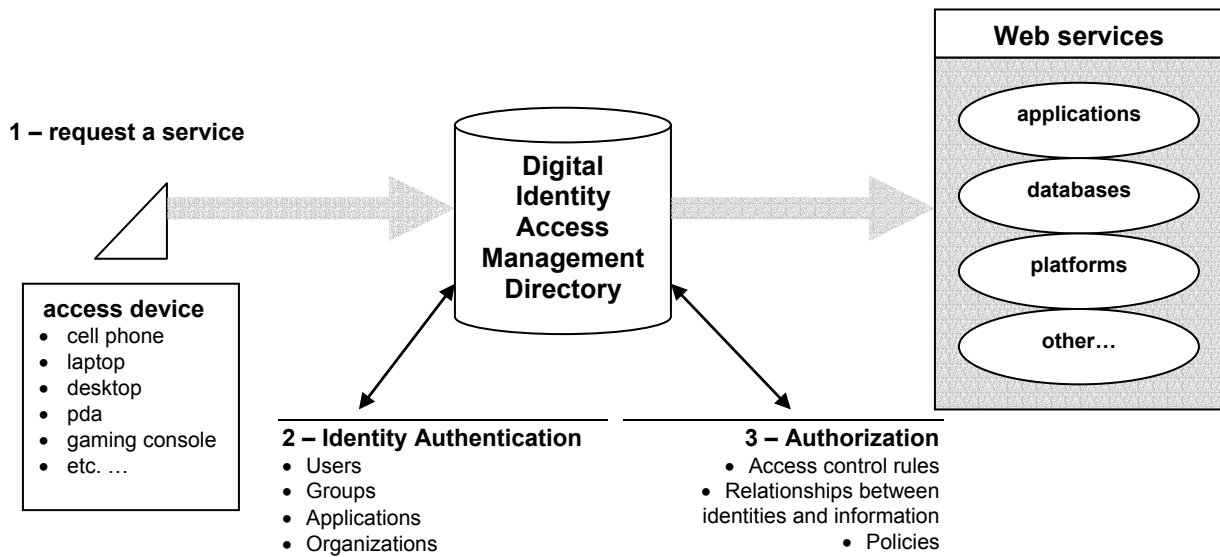 1 – request a service
access device
• cell phone
• laptop
• desktop
• pda
• gaming console
• etc. …
Digital
Identity
Access
Management
Directory
2 – Identity Authentication
• Users
• Groups
• Applications
• Organizations
3 – Authorization
• Access control rules
• Relationships between
identities and information
• Policies
Web services
applications
databases
platforms
other…